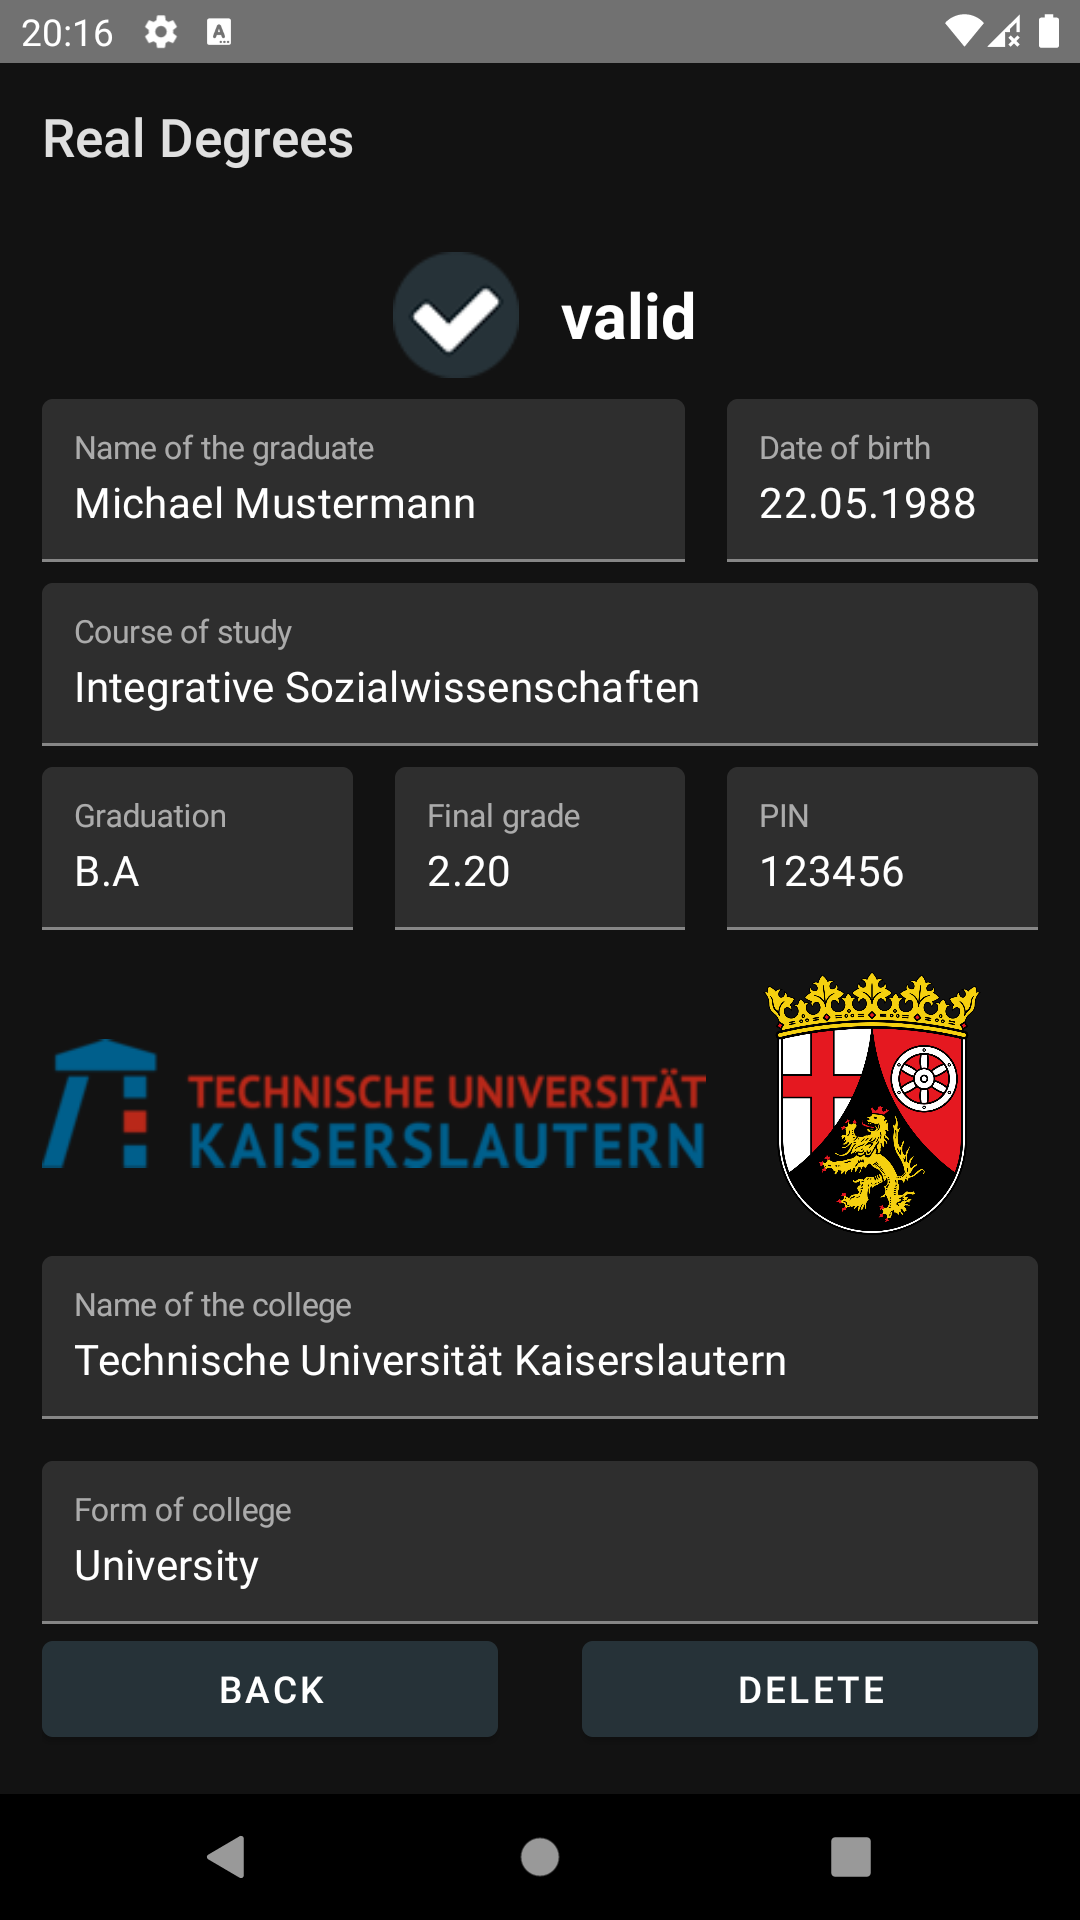 20:16
Real Degrees
valid
Name of the graduate
Michael Mustermann
Date of birth
22.05.1988
Course of study
Integrative Sozialwissenschaften
Graduation
B.A
Final grade
2.20
PIN
123456
TECHNISCHE UNIVERSITÄT
KAISERSLAUTERN
Name of the college
Technische Universität Kaiserslautern
Form of college
University
BACK
DELETE